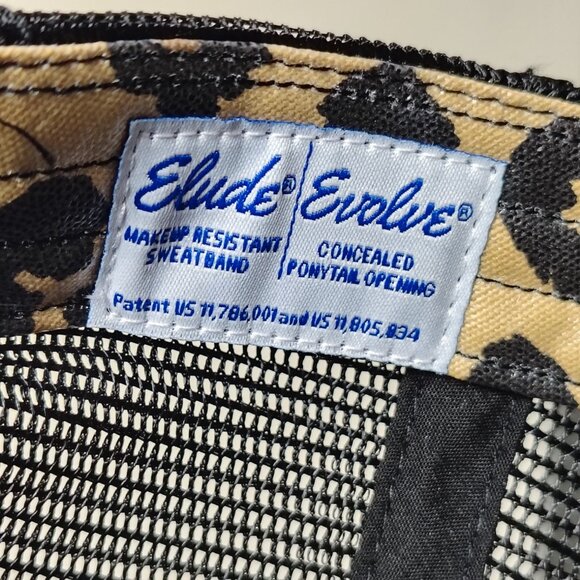 Elude® Evolve®
MAKEUP RESISTANT SWEATBAND
CONCEALED PONYTAIL OPENING
Patent US 11,786,001 and US 11,805,834